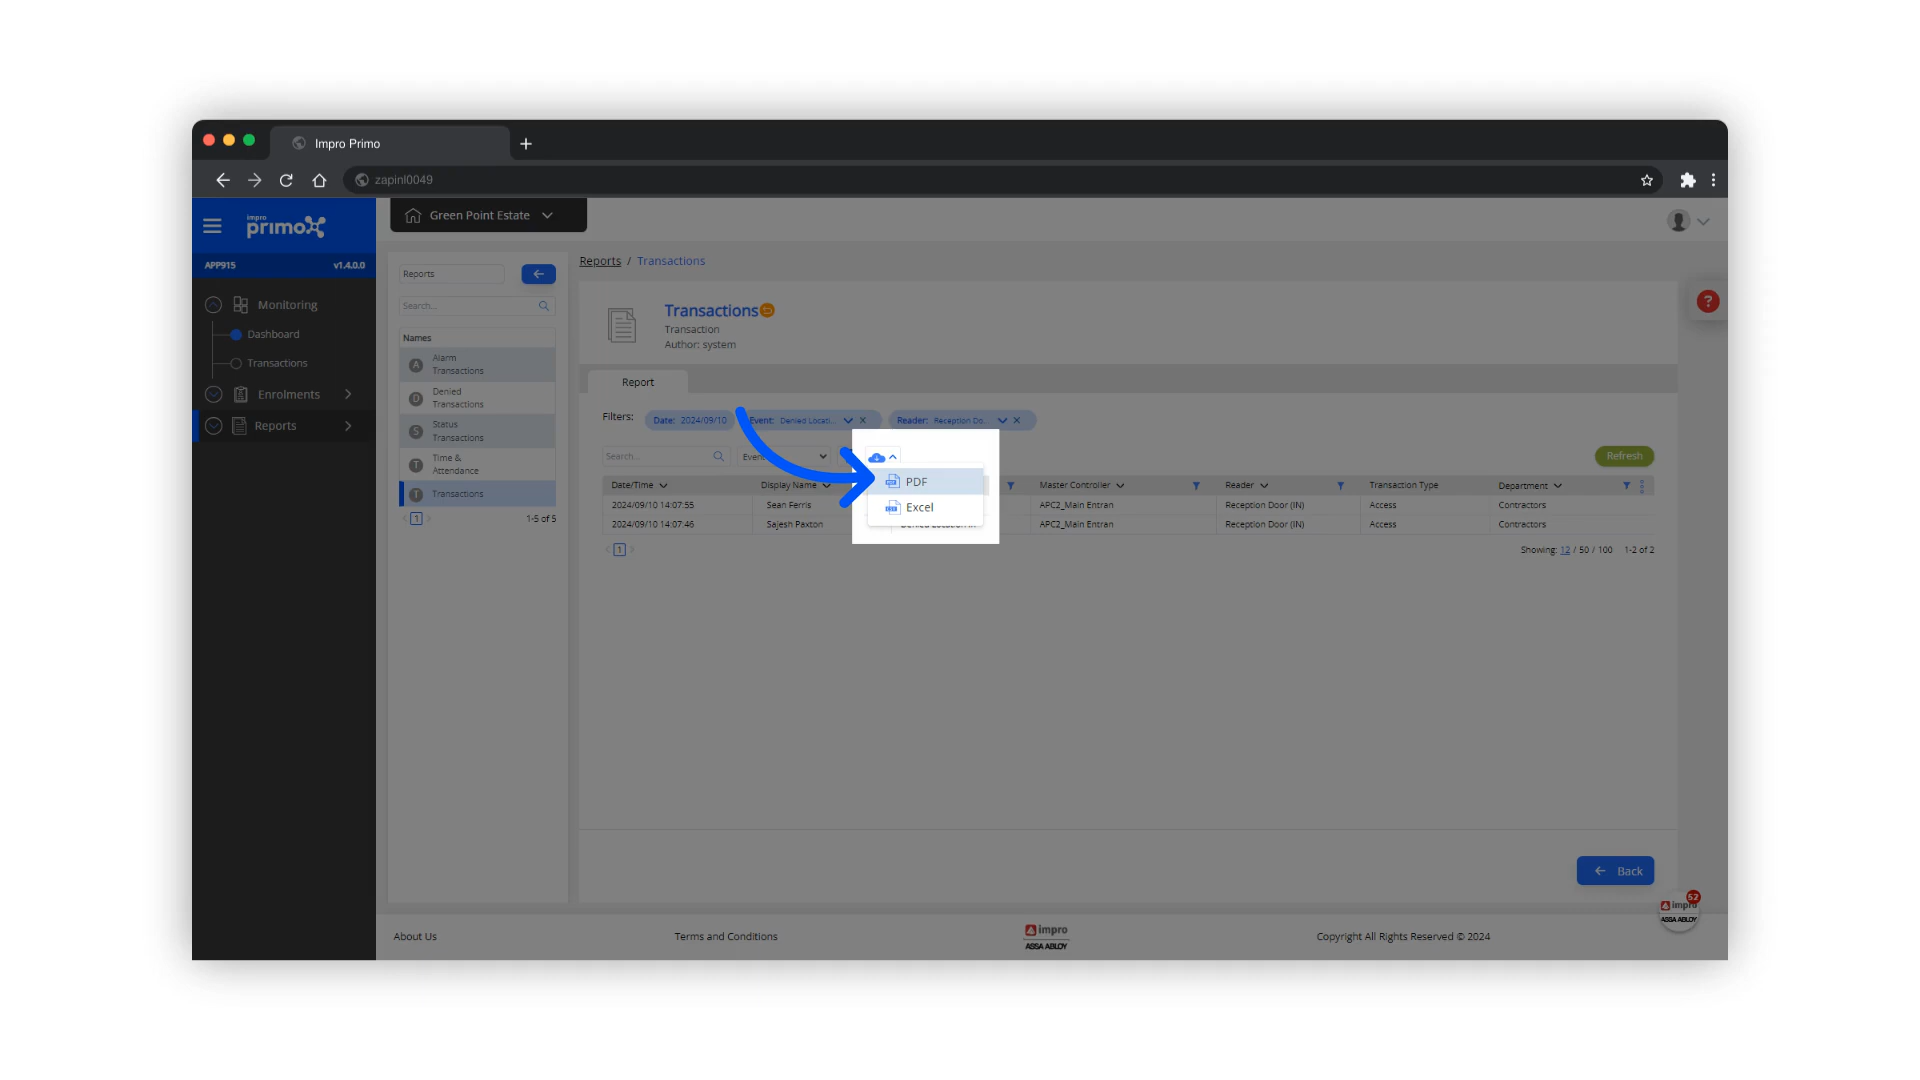 Impro Primo
zapinl0049
impro
primo
Green Point Estate
APP915 v1.4.0.0
Monitoring
Dashboard
Transactions
Enrolments
Reports
Reports
Search...
Names
A Alarm
Transactions
D Denied
Transactions
S Status
Transactions
T Time &
Attendance
T Transactions
1 1-5 of 5
Reports / Transactions
Transactions
Transaction
Author: system
?
Report
Filters: Date: 2024/09/10 Event: Denied Locati... Reader: Reception Do...
Search... Refresh
PDF
Excel
Date/Time Display Name Master Controller Reader Transaction Type Department
2024/09/10 14:07:55 Sean Ferris APC2_Main Entran Reception Door (IN) Access Contractors
2024/09/10 14:07:46 Sajesh Paxton APC2_Main Entran Reception Door (IN) Access Contractors
1 Showing: 12 / 50 / 100 1-2 of 2
Back
52
impro
ASSA ABLOY
About Us
Terms and Conditions
impro
ASSA ABLOY
Copyright All Rights Reserved © 2024